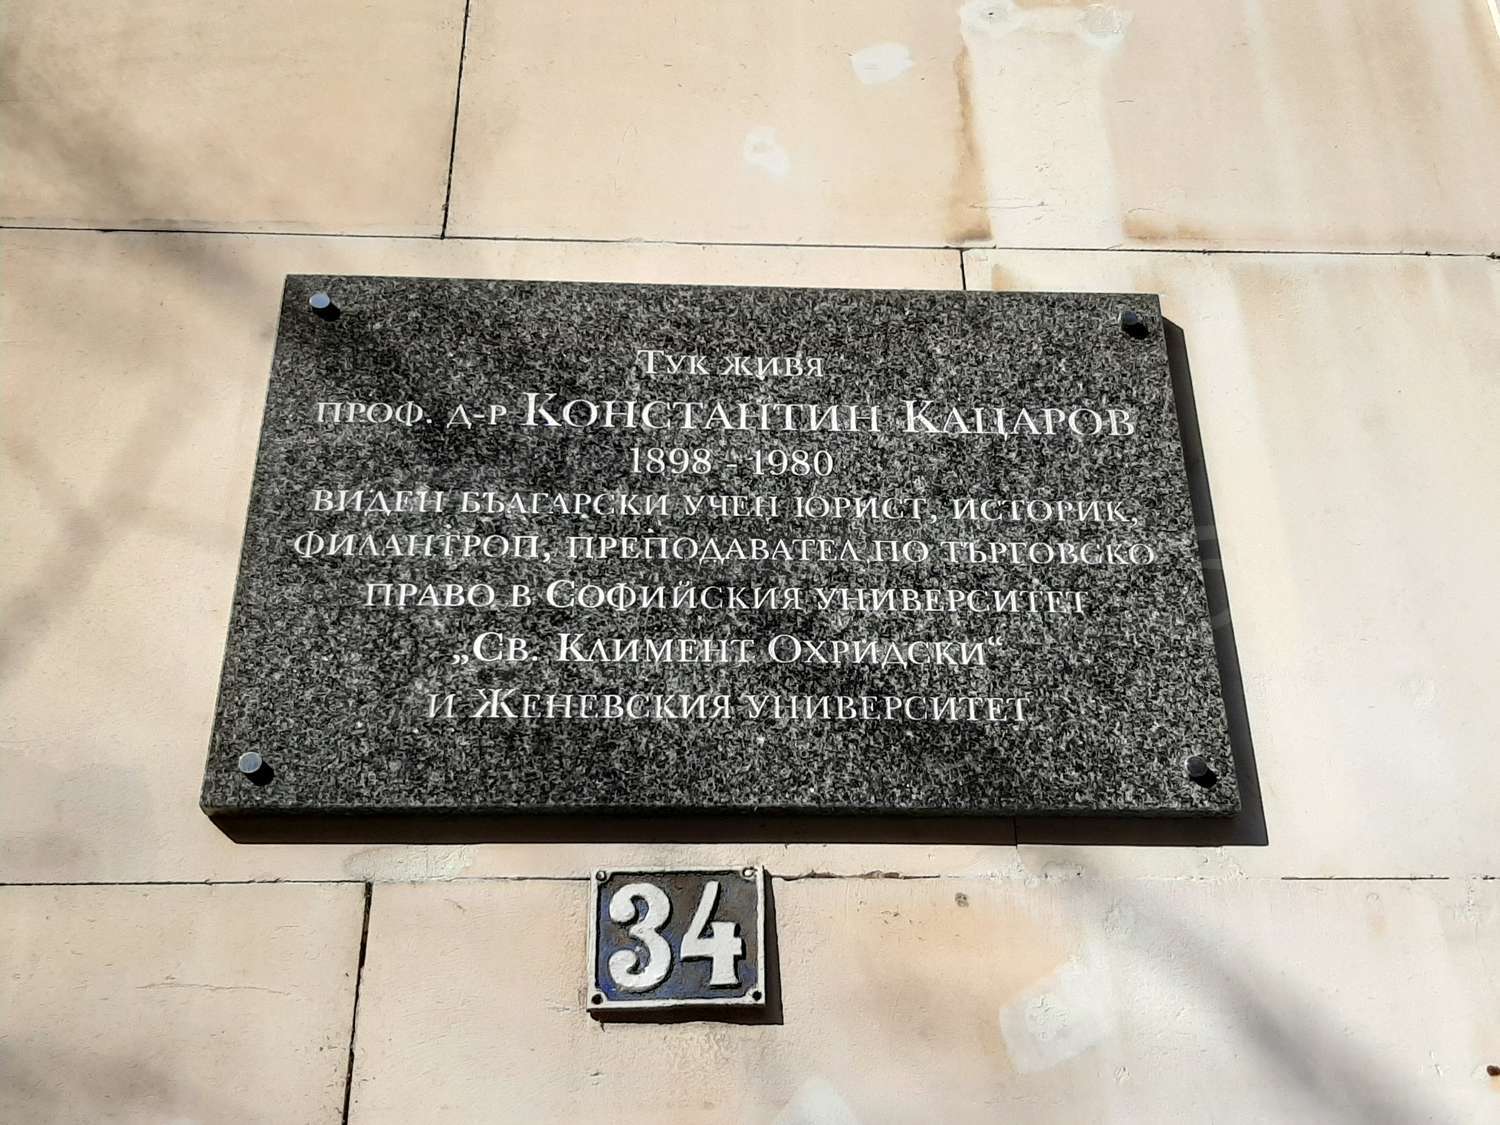 Тук живя
проф. д-р Константин Кацаров
1898 - 1980
виден български учен юрист, историк,
филантроп, преподавател по търговско
право в Софийския университет
„Св. Климент Охридски“
и Женевския университет
34